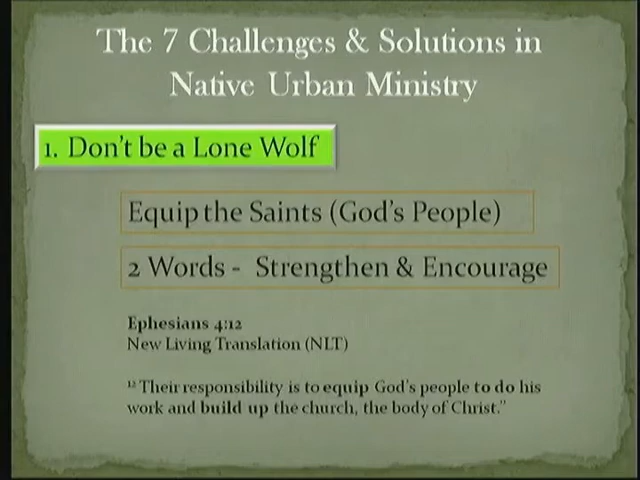 The 7 Challenges & Solutions in
Native Urban Ministry
1. Don't be a Lone Wolf
Equip the Saints (God's People)
2 Words - Strengthen & Encourage
Ephesians 4:12
New Living Translation (NLT)
¹² Their responsibility is to equip God's people to do his
work and build up the church, the body of Christ."